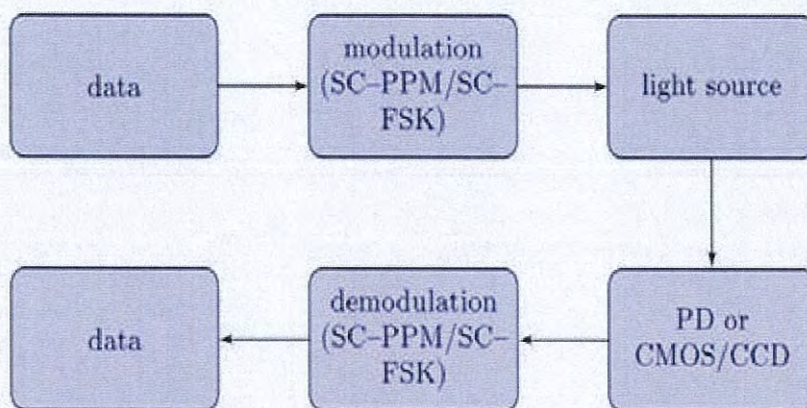 data
modulation
(SC–PPM/SC–
FSK)
light source
data
demodulation
(SC–PPM/SC–
FSK)
PD or
CMOS/CCD